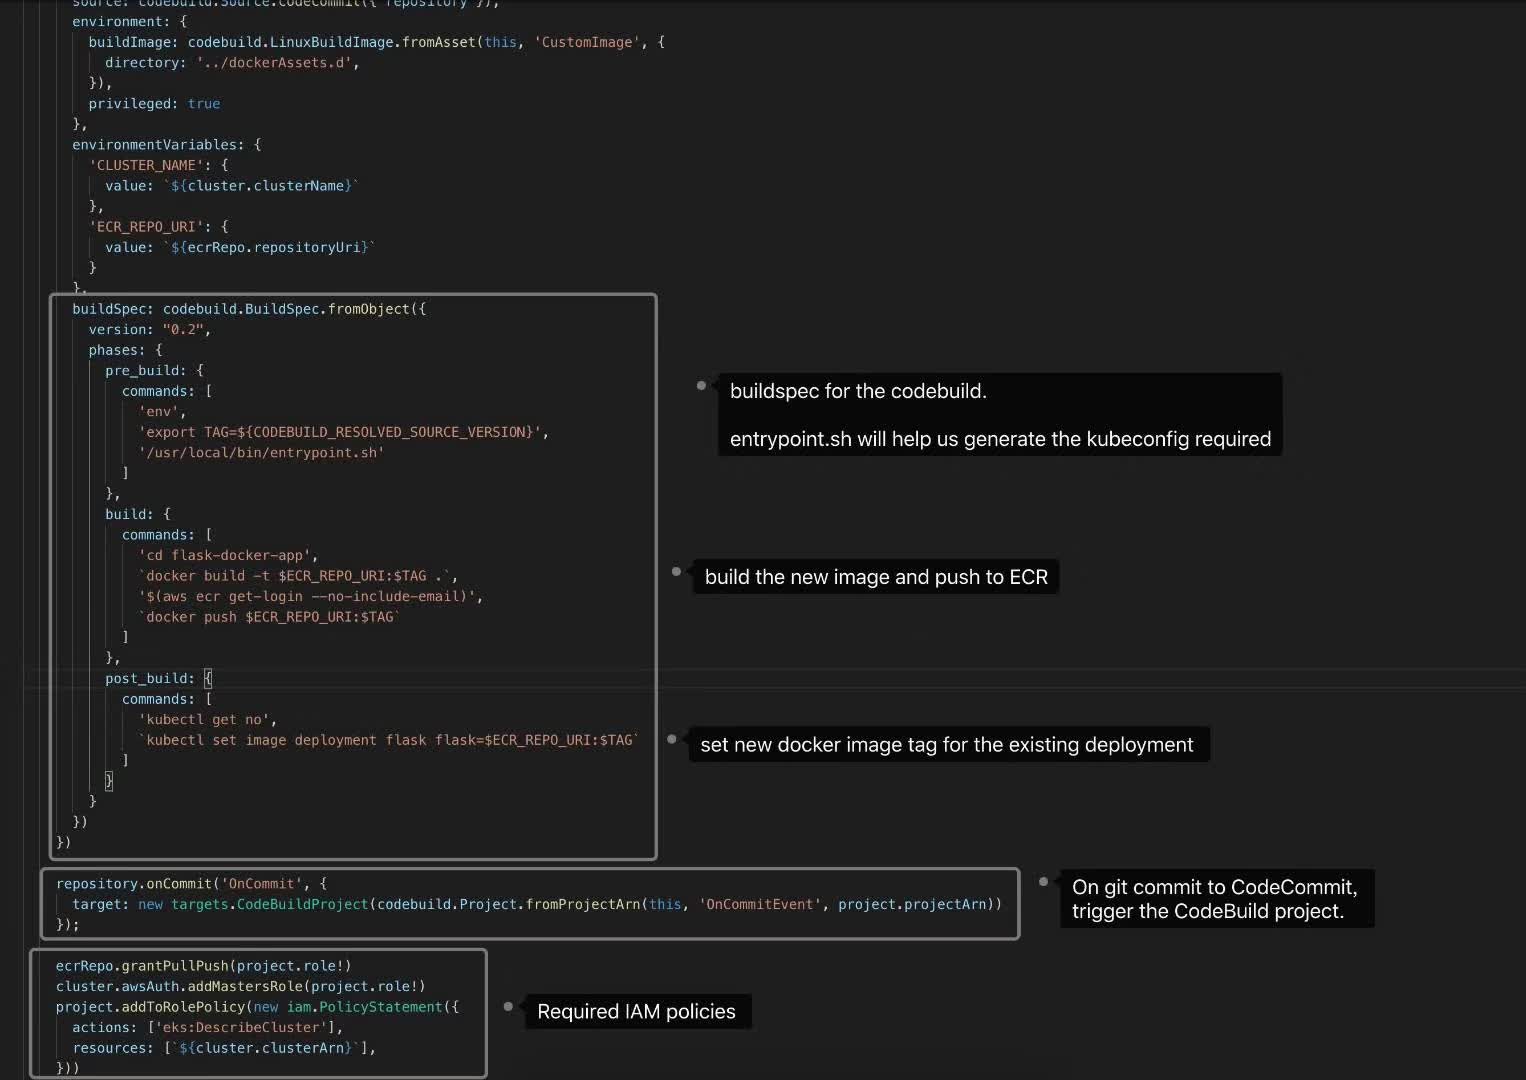 source: codebuild.Source.codeCommit({ repository }),
environment: {
buildImage: codebuild.LinuxBuildImage.fromAsset(this, 'CustomImage', {
directory: '../dockerAssets.d',
}),
privileged: true
},
environmentVariables: {
'CLUSTER_NAME': {
value: `${cluster.clusterName}`
},
'ECR_REPO_URI': {
value: `${ecrRepo.repositoryUri}`
}
},
buildSpec: codebuild.BuildSpec.fromObject({
version: "0.2",
phases: {
pre_build: {
commands: [
'env',
'export TAG=${CODEBUILD_RESOLVED_SOURCE_VERSION}',
'/usr/local/bin/entrypoint.sh'
]
},
build: {
commands: [
'cd flask-docker-app',
`docker build -t $ECR_REPO_URI:$TAG .`,
'$(aws ecr get-login --no-include-email)',
`docker push $ECR_REPO_URI:$TAG`
]
},
post_build: {
commands: [
'kubectl get no',
`kubectl set image deployment flask flask=$ECR_REPO_URI:$TAG`
]
}
}
})
})
buildspec for the codebuild.
entrypoint.sh will help us generate the kubeconfig required
build the new image and push to ECR
set new docker image tag for the existing deployment
repository.onCommit('OnCommit', {
target: new targets.CodeBuildProject(codebuild.Project.fromProjectArn(this, 'OnCommitEvent', project.projectArn))
});
On git commit to CodeCommit,
trigger the CodeBuild project.
ecrRepo.grantPullPush(project.role!)
cluster.awsAuth.addMastersRole(project.role!)
project.addToRolePolicy(new iam.PolicyStatement({
actions: ['eks:DescribeCluster'],
resources: [`${cluster.clusterArn}`],
}))
Required IAM policies